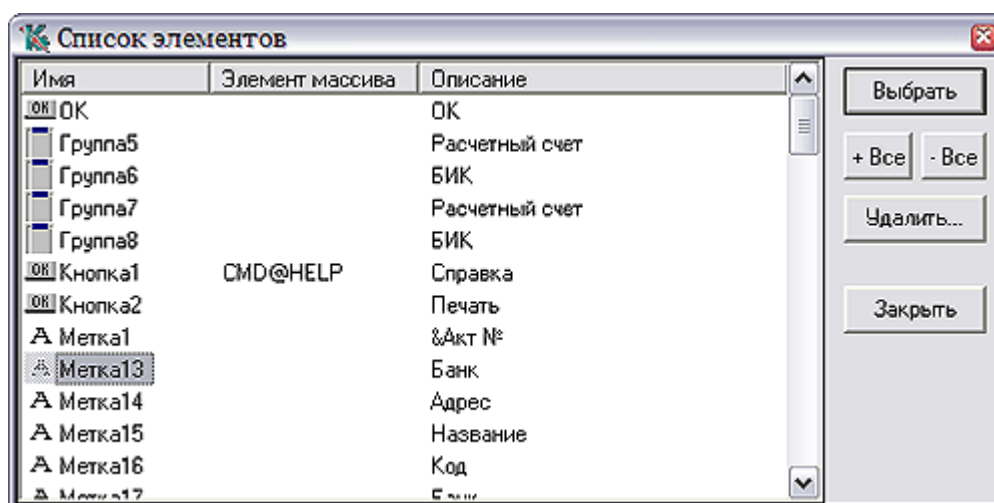 Список элементов
Имя Элемент массива Описание
OK OK OK
Группа5 Расчетный счет
Группа6 БИК
Группа7 Расчетный счет
Группа8 БИК
OK Кнопка1 CMD@HELP Справка
OK Кнопка2 Печать
А Метка1 &Акт №
А Метка13 Банк
А Метка14 Адрес
А Метка15 Название
А Метка16 Код
Выбрать
+ Все - Все
Удалить...
Закрыть